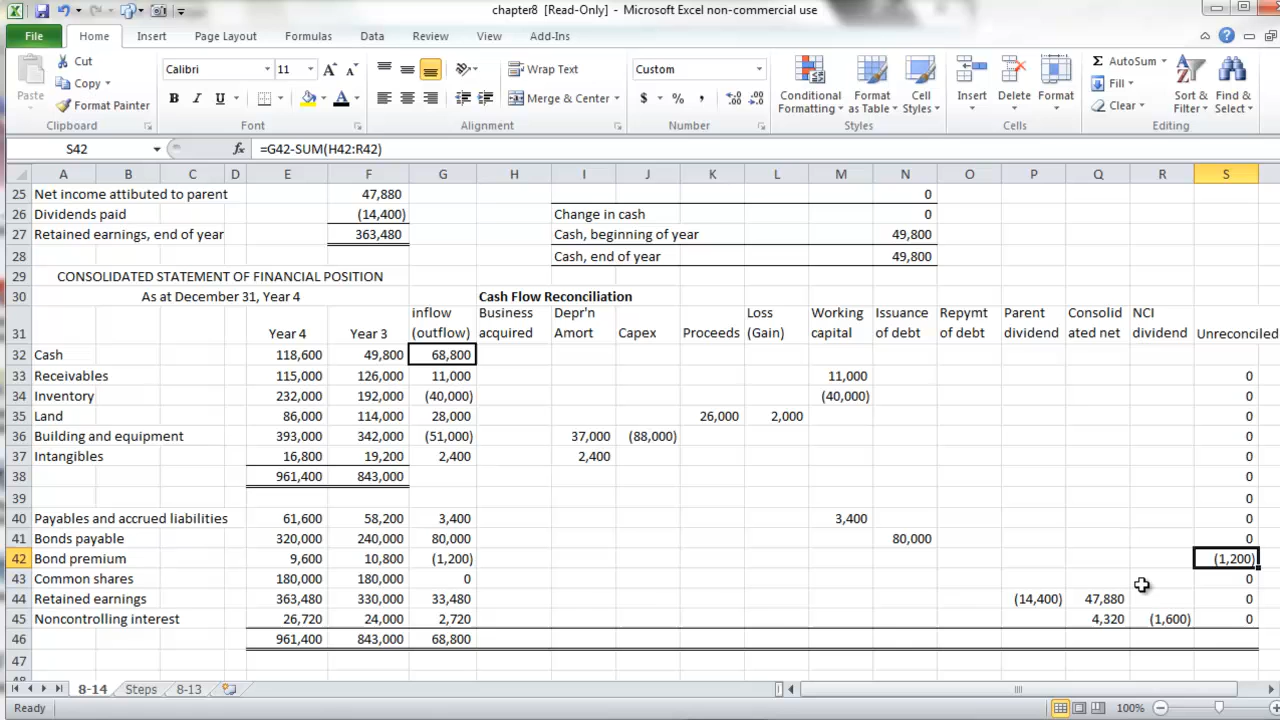 chapter8 [Read-Only] - Microsoft Excel non-commercial use
File Home Insert Page Layout Formulas Data Review View Add-Ins
Paste Cut Copy Format Painter Clipboard
Calibri 11 A A B I U A Font
Wrap Text Merge & Center Alignment
Custom $ % , .0 .00 .00 .0 Number
Conditional Formatting Format as Table Cell Styles Styles
Insert Delete Format Cells
Σ AutoSum Fill Clear Sort & Filter Find & Select Editing
S42 fx =G42-SUM(H42:R42)
A B C D E F G H I J K L M N O P Q R S
25 Net income attibuted to parent 47,880 0
26 Dividends paid (14,400) Change in cash 0
27 Retained earnings, end of year 363,480 Cash, beginning of year 49,800
28 Cash, end of year 49,800
29 CONSOLIDATED STATEMENT OF FINANCIAL POSITION
30 As at December 31, Year 4 Cash Flow Reconciliation
inflow Business Depr'n Loss Working Issuance Repymt Parent Consolid NCI
31 Year 4 Year 3 (outflow) acquired Amort Capex Proceeds (Gain) capital of debt of debt dividend ated net dividend Unreconciled
32 Cash 118,600 49,800 68,800
33 Receivables 115,000 126,000 11,000 11,000 0
34 Inventory 232,000 192,000 (40,000) (40,000) 0
35 Land 86,000 114,000 28,000 26,000 2,000 0
36 Building and equipment 393,000 342,000 (51,000) 37,000 (88,000) 0
37 Intangibles 16,800 19,200 2,400 2,400 0
38 961,400 843,000 0
39 0
40 Payables and accrued liabilities 61,600 58,200 3,400 3,400 0
41 Bonds payable 320,000 240,000 80,000 80,000 0
42 Bond premium 9,600 10,800 (1,200) (1,200)
43 Common shares 180,000 180,000 0 0
44 Retained earnings 363,480 330,000 33,480 (14,400) 47,880 0
45 Noncontrolling interest 26,720 24,000 2,720 4,320 (1,600) 0
46 961,400 843,000 68,800
47
8-14 Steps 8-13
Ready 100%